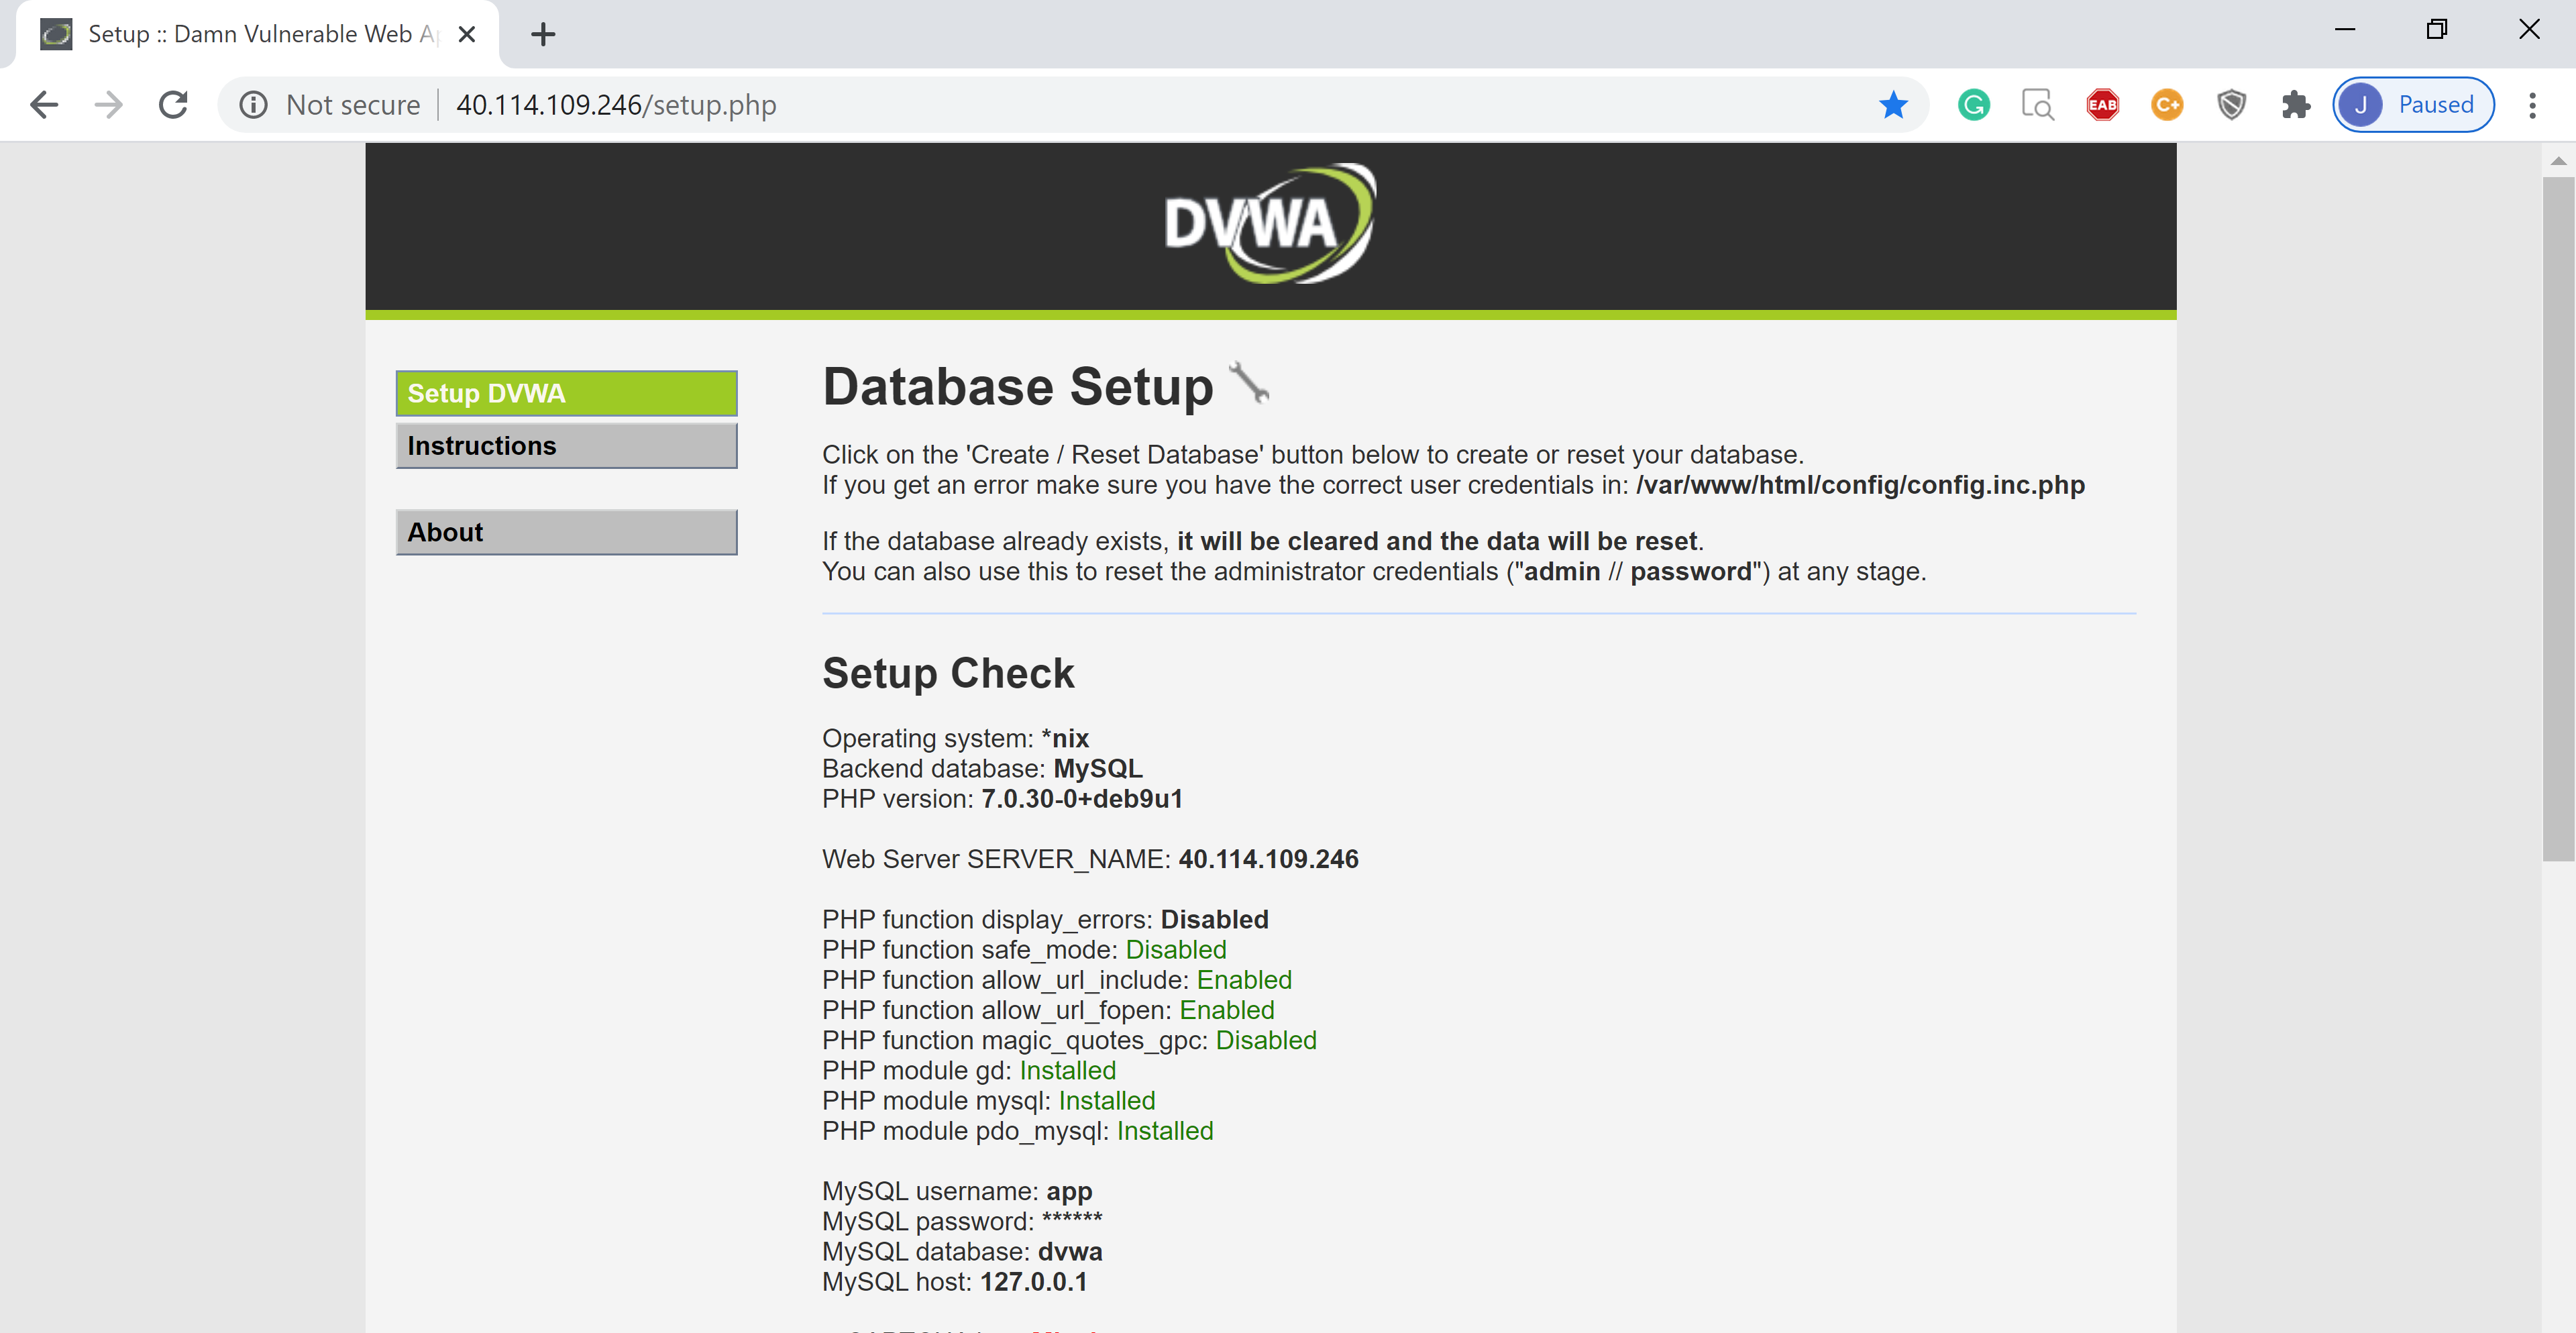 Setup :: Damn Vulnerable Web Ap
Not secure
40.114.109.246/setup.php
EAB
C+
J
Paused
DVWA
Setup DVWA
Instructions
About
Database Setup
Click on the 'Create / Reset Database' button below to create or reset your database.
If you get an error make sure you have the correct user credentials in: /var/www/html/config/config.inc.php
If the database already exists, it will be cleared and the data will be reset.
You can also use this to reset the administrator credentials ("admin // password") at any stage.
Setup Check
Operating system: *nix
Backend database: MySQL
PHP version: 7.0.30-0+deb9u1
Web Server SERVER_NAME: 40.114.109.246
PHP function display_errors: Disabled
PHP function safe_mode: Disabled
PHP function allow_url_include: Enabled
PHP function allow_url_fopen: Enabled
PHP function magic_quotes_gpc: Disabled
PHP module gd: Installed
PHP module mysql: Installed
PHP module pdo_mysql: Installed
MySQL username: app
MySQL password: ******
MySQL database: dvwa
MySQL host: 127.0.0.1